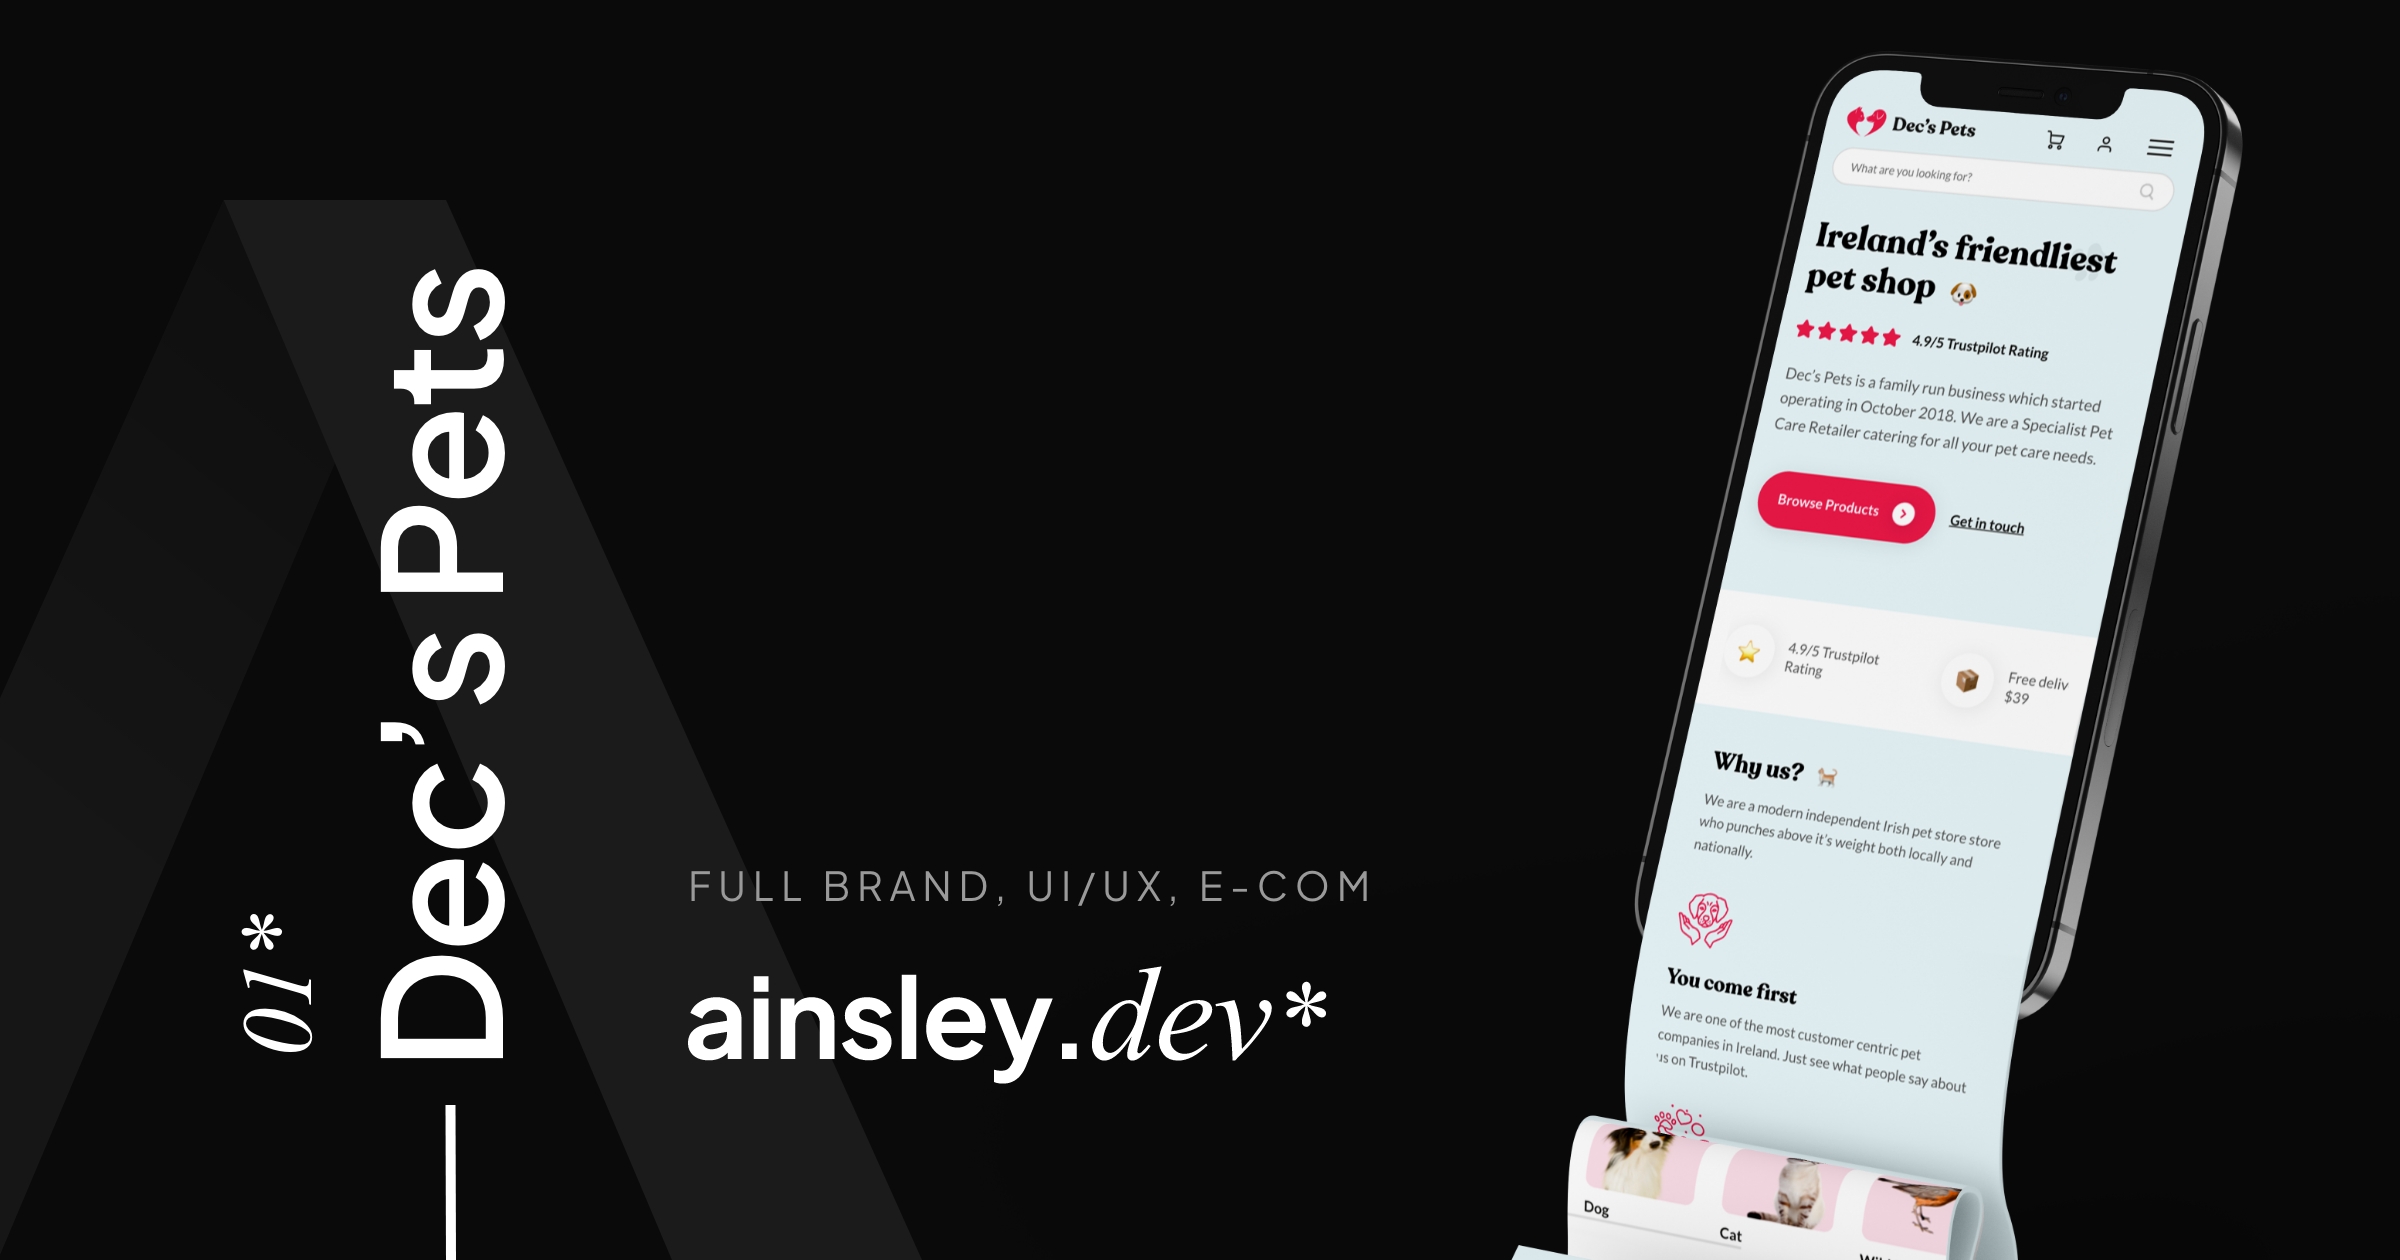 01*
Dec’s Pets
FULL BRAND, UI/UX, E-COM
ainsley.dev*
Dec’s Pets
What are you looking for?
Ireland’s friendliest
pet shop
4.9/5 Trustpilot Rating
Dec’s Pets is a family run business which started
operating in October 2018. We are a Specialist Pet
Care Retailer catering for all your pet care needs.
Browse Products
Get in touch
4.9/5 Trustpilot
Rating
Free deliv
$39
Why us?
We are a modern independent Irish pet store store
who punches above it’s weight both locally and
nationally.
You come first
We are one of the most customer centric pet
companies in Ireland. Just see what people say about
us on Trustpilot.
Dog
Cat